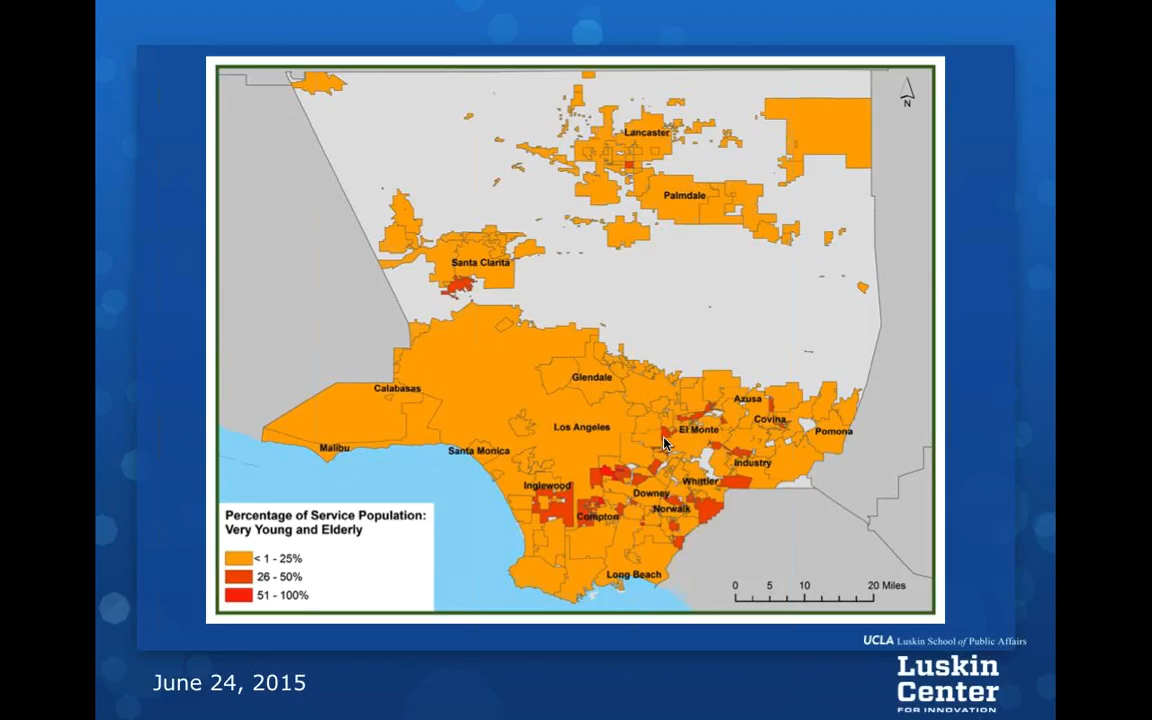 N
Lancaster
Palmdale
Santa Clarita
Glendale
Calabasas
Azusa
Covina
Los Angeles
El Monte
Pomona
Malibu
Santa Monica
Industry
Inglewood
Whittier
Downey
Norwalk
Compton
Long Beach
Percentage of Service Population:
Very Young and Elderly
< 1 - 25%
26 - 50%
51 - 100%
0 5 10 20 Miles
UCLA Luskin School of Public Affairs
Luskin
Center
FOR INNOVATION
June 24, 2015